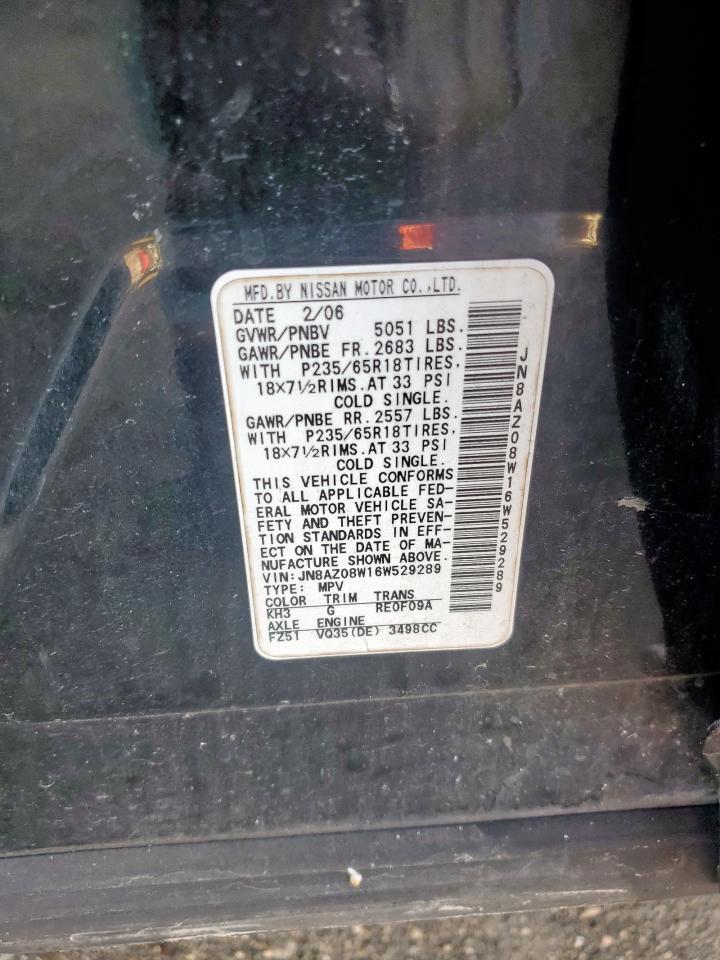 MFD.BY NISSAN MOTOR CO.,LTD.
DATE 2/06
GVWR/PNBV 5051 LBS.
GAWR/PNBE FR.2683 LBS.
WITH P235/65R18TIRES,
18X7½RIMS.AT 33 PSI
COLD SINGLE.
GAWR/PNBE RR.2557 LBS.
WITH P235/65R18TIRES,
18X7½RIMS.AT 33 PSI
COLD SINGLE.
THIS VEHICLE CONFORMS
TO ALL APPLICABLE FED-
ERAL MOTOR VEHICLE SA-
FETY AND THEFT PREVEN-
TION STANDARDS IN EFF-
ECT ON THE DATE OF MA-
NUFACTURE SHOWN ABOVE.
VIN:JN8AZ08W16W529289
TYPE: MPV
COLOR TRIM TRANS
KH3 G RE0F09A
AXLE ENGINE
FZ51 VQ35(DE) 3498CC
JN8AZ08W16W529289